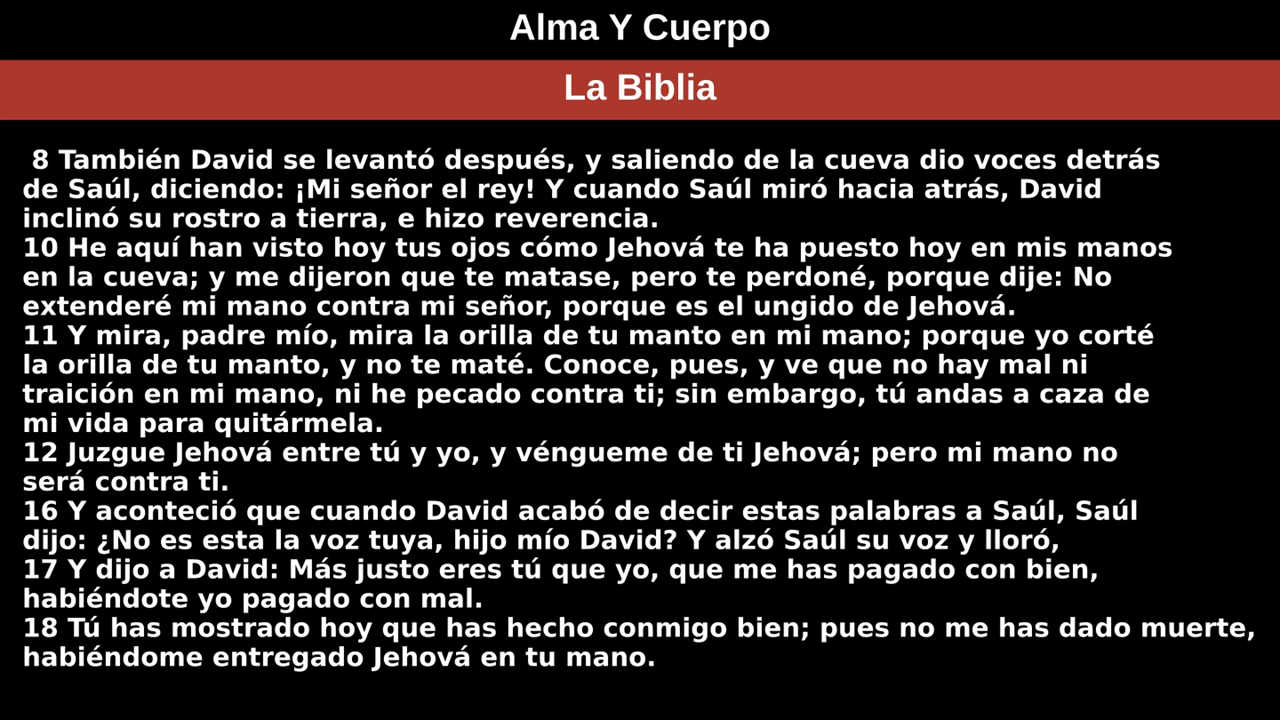 Alma Y Cuerpo
La Biblia
8 También David se levantó después, y saliendo de la cueva dio voces detrás
de Saúl, diciendo: ¡Mi señor el rey! Y cuando Saúl miró hacia atrás, David
inclinó su rostro a tierra, e hizo reverencia.
10 He aquí han visto hoy tus ojos cómo Jehová te ha puesto hoy en mis manos
en la cueva; y me dijeron que te matase, pero te perdoné, porque dije: No
extenderé mi mano contra mi señor, porque es el ungido de Jehová.
11 Y mira, padre mío, mira la orilla de tu manto en mi mano; porque yo corté
la orilla de tu manto, y no te maté. Conoce, pues, y ve que no hay mal ni
traición en mi mano, ni he pecado contra ti; sin embargo, tú andas a caza de
mi vida para quitármela.
12 Juzgue Jehová entre tú y yo, y véngueme de ti Jehová; pero mi mano no
será contra ti.
16 Y aconteció que cuando David acabó de decir estas palabras a Saúl, Saúl
dijo: ¿No es esta la voz tuya, hijo mío David? Y alzó Saúl su voz y lloró,
17 Y dijo a David: Más justo eres tú que yo, que me has pagado con bien,
habiéndote yo pagado con mal.
18 Tú has mostrado hoy que has hecho conmigo bien; pues no me has dado muerte,
habiéndome entregado Jehová en tu mano.